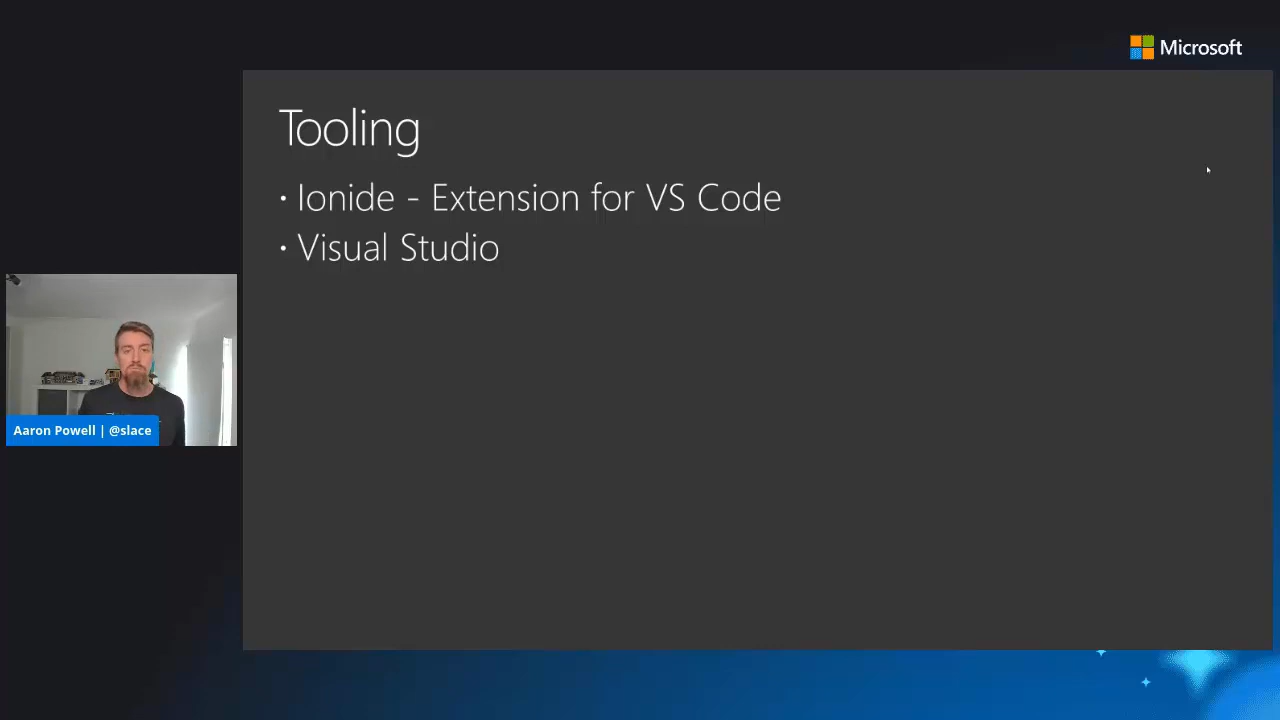 Microsoft
Tooling
• Ionide - Extension for VS Code
• Visual Studio
Aaron Powell | @slace